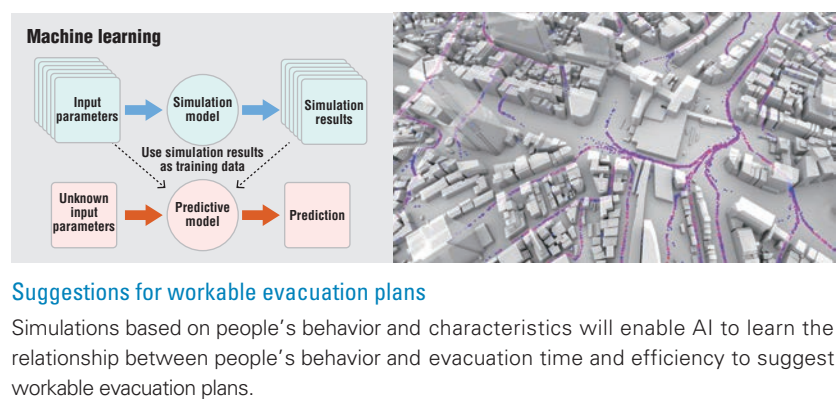 Machine learning
Input
parameters
Simulation
model
Simulation
results
Use simulation results
as training data
Unknown
input
parameters
Predictive
model
Prediction
Suggestions for workable evacuation plans
Simulations based on people’s behavior and characteristics will enable AI to learn the
relationship between people’s behavior and evacuation time and efficiency to suggest
workable evacuation plans.